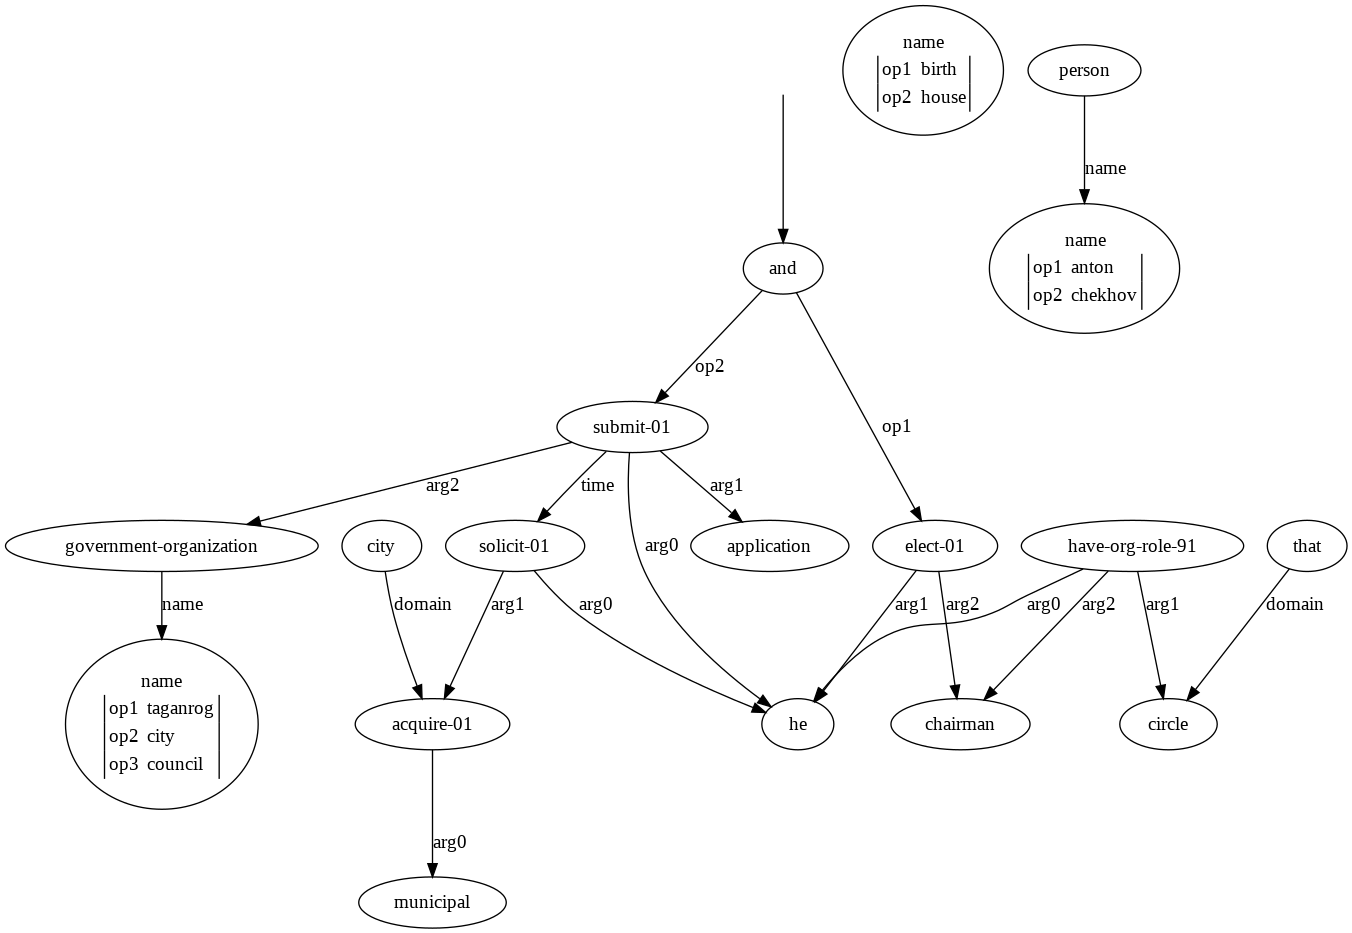 name
op1 birth
op2 house
person
name
name
op1 anton
op2 chekhov
and
op2
op1
submit-01
arg2
time
arg0
arg1
government-organization
city
solicit-01
application
elect-01
have-org-role-91
that
name
domain
arg1
arg0
arg1
arg2
arg0
arg2
arg1
domain
name
op1 taganrog
op2 city
op3 council
acquire-01
he
chairman
circle
arg0
municipal